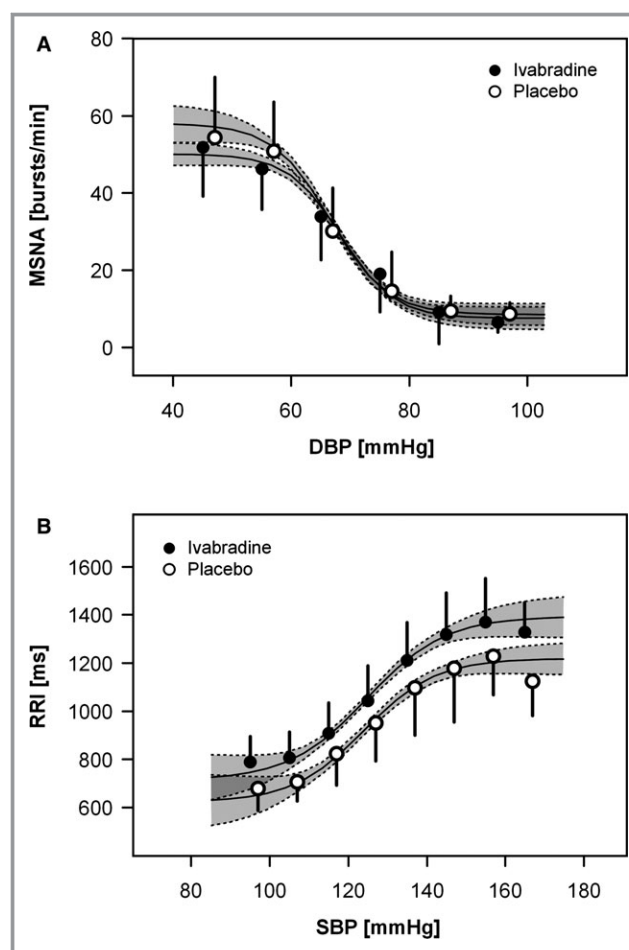 A
80
60
40
20
0
MSNA [bursts/min]
Ivabradine
Placebo
40 60 80 100
DBP [mmHg]
B
Ivabradine
Placebo
1600
1400
1200
1000
800
600
RRI [ms]
80 100 120 140 160 180
SBP [mmHg]